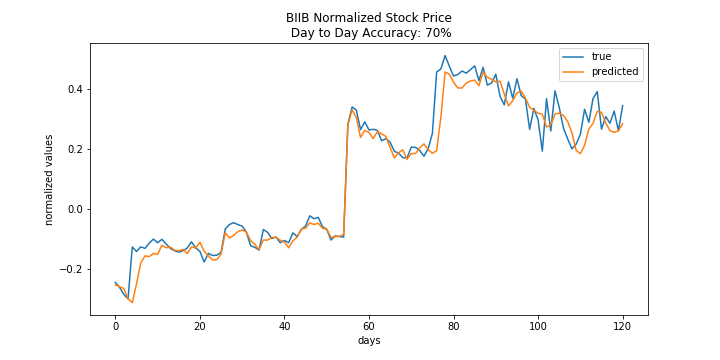 BIIB Normalized Stock Price
Day to Day Accuracy: 70%
true
predicted
normalized values
0.4
0.2
0.0
−0.2
0
20
40
60
80
100
120
days